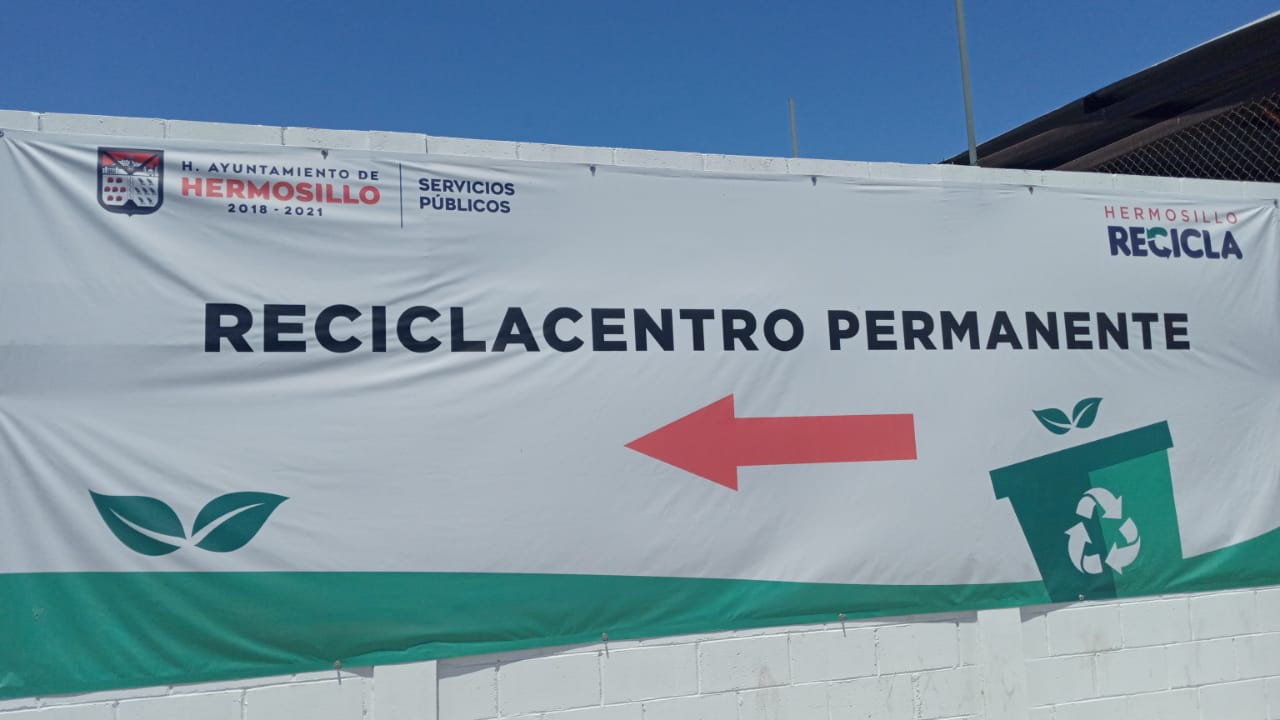 H. AYUNTAMIENTO DE
HERMOSILLO
2018 - 2021
SERVICIOS
PÚBLICOS
HERMOSILLO
RECICLA
RECICLACENTRO PERMANENTE